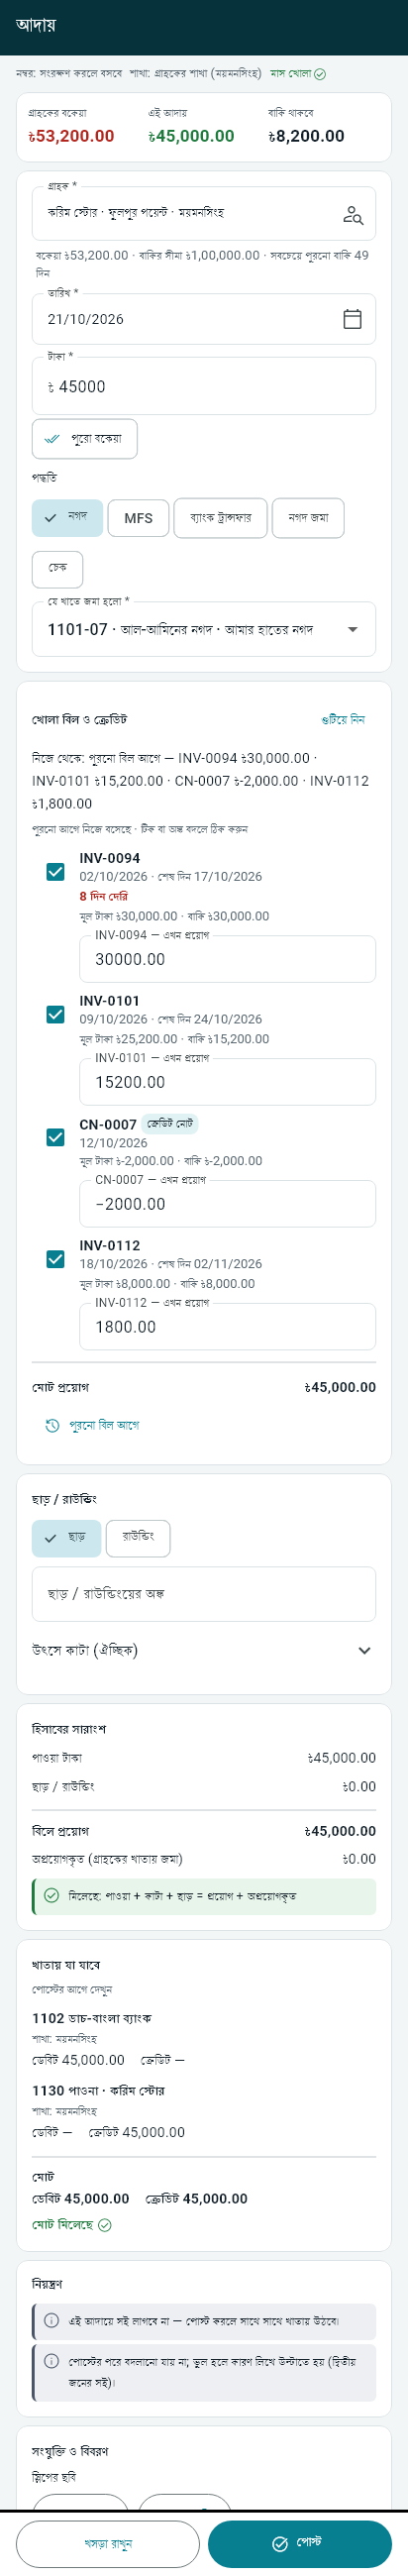 আদায়
নম্বর: সংরক্ষণ করলে বসবে শাখা: গ্রাহকের শাখা (ময়মনসিংহ) মাস খোলা
গ্রাহকের বকেয়া এই আদায় বাকি থাকবে
৳53,200.00 ৳45,000.00 ৳8,200.00
গ্রাহক *
করিম স্টোর · ফুলপুর পয়েন্ট · ময়মনসিংহ
বকেয়া ৳53,200.00 · বাকির সীমা ৳1,00,000.00 · সবচেয়ে পুরনো বাকি 49
দিন
তারিখ *
21/10/2026
টাকা *
৳ 45000
পুরো বকেয়া
পদ্ধতি
নগদ MFS ব্যাংক ট্রান্সফার নগদ জমা
চেক
যে খাতে জমা হলো *
1101-07 · আল-আমিনের নগদ · আমার হাতের নগদ
খোলা বিল ও ক্রেডিট গুটিয়ে নিন
নিজে থেকে: পুরনো বিল আগে — INV-0094 ৳30,000.00 ·
INV-0101 ৳15,200.00 · CN-0007 ৳-2,000.00 · INV-0112
৳1,800.00
পুরনো আগে নিজে বসেছে · টিক বা অঙ্ক বদলে ঠিক করুন
INV-0094
02/10/2026 · শেষ দিন 17/10/2026
8 দিন দেরি
মূল টাকা ৳30,000.00 · বাকি ৳30,000.00
INV-0094 — এখন প্রয়োগ
30000.00
INV-0101
09/10/2026 · শেষ দিন 24/10/2026
মূল টাকা ৳25,200.00 · বাকি ৳15,200.00
INV-0101 — এখন প্রয়োগ
15200.00
CN-0007 ক্রেডিট নোট
12/10/2026
মূল টাকা ৳-2,000.00 · বাকি ৳-2,000.00
CN-0007 — এখন প্রয়োগ
−2000.00
INV-0112
18/10/2026 · শেষ দিন 02/11/2026
মূল টাকা ৳8,000.00 · বাকি ৳8,000.00
INV-0112 — এখন প্রয়োগ
1800.00
মোট প্রয়োগ ৳45,000.00
পুরনো বিল আগে
ছাড় / রাউন্ডিং
ছাড় রাউন্ডিং
ছাড় / রাউন্ডিংয়ের অঙ্ক
উৎসে কাটা (ঐচ্ছিক)
হিসাবের সারাংশ
পাওয়া টাকা ৳45,000.00
ছাড় / রাউন্ডিং ৳0.00
বিলে প্রয়োগ ৳45,000.00
অপ্রয়োগকৃত (গ্রাহকের খাতায় জমা) ৳0.00
মিলেছে: পাওয়া + কাটা + ছাড় = প্রয়োগ + অপ্রয়োগকৃত
খাতায় যা যাবে
পোস্টের আগে দেখুন
1102 ডাচ-বাংলা ব্যাংক
শাখা: ময়মনসিংহ
ডেবিট 45,000.00 ক্রেডিট —
1130 পাওনা · করিম স্টোর
শাখা: ময়মনসিংহ
ডেবিট — ক্রেডিট 45,000.00
মোট
ডেবিট 45,000.00 ক্রেডিট 45,000.00
মোট মিলেছে
নিয়ন্ত্রণ
এই আদায়ে সই লাগবে না — পোস্ট করলে সাথে সাথে খাতায় উঠবে।
পোস্টের পরে বদলানো যায় না; ভুল হলে কারণ লিখে উল্টাতে হয় (দ্বিতীয়
জনের সই)।
সংযুক্তি ও বিবরণ
স্লিপের ছবি
খসড়া রাখুন পোস্ট